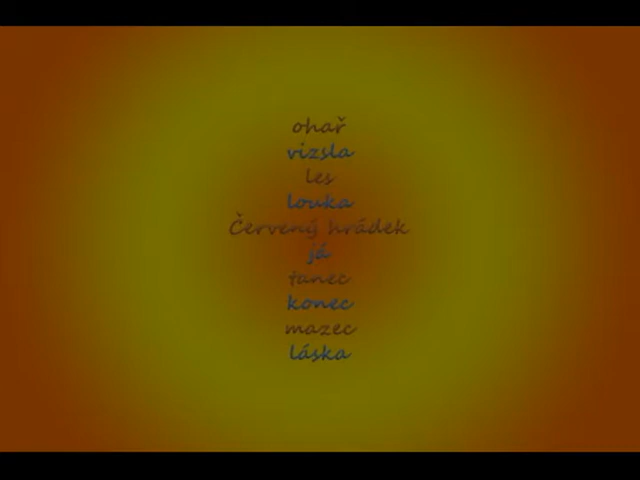 ohař
vizsla
les
louka
Červený hrádek
já
tanec
konec
mazec
láska